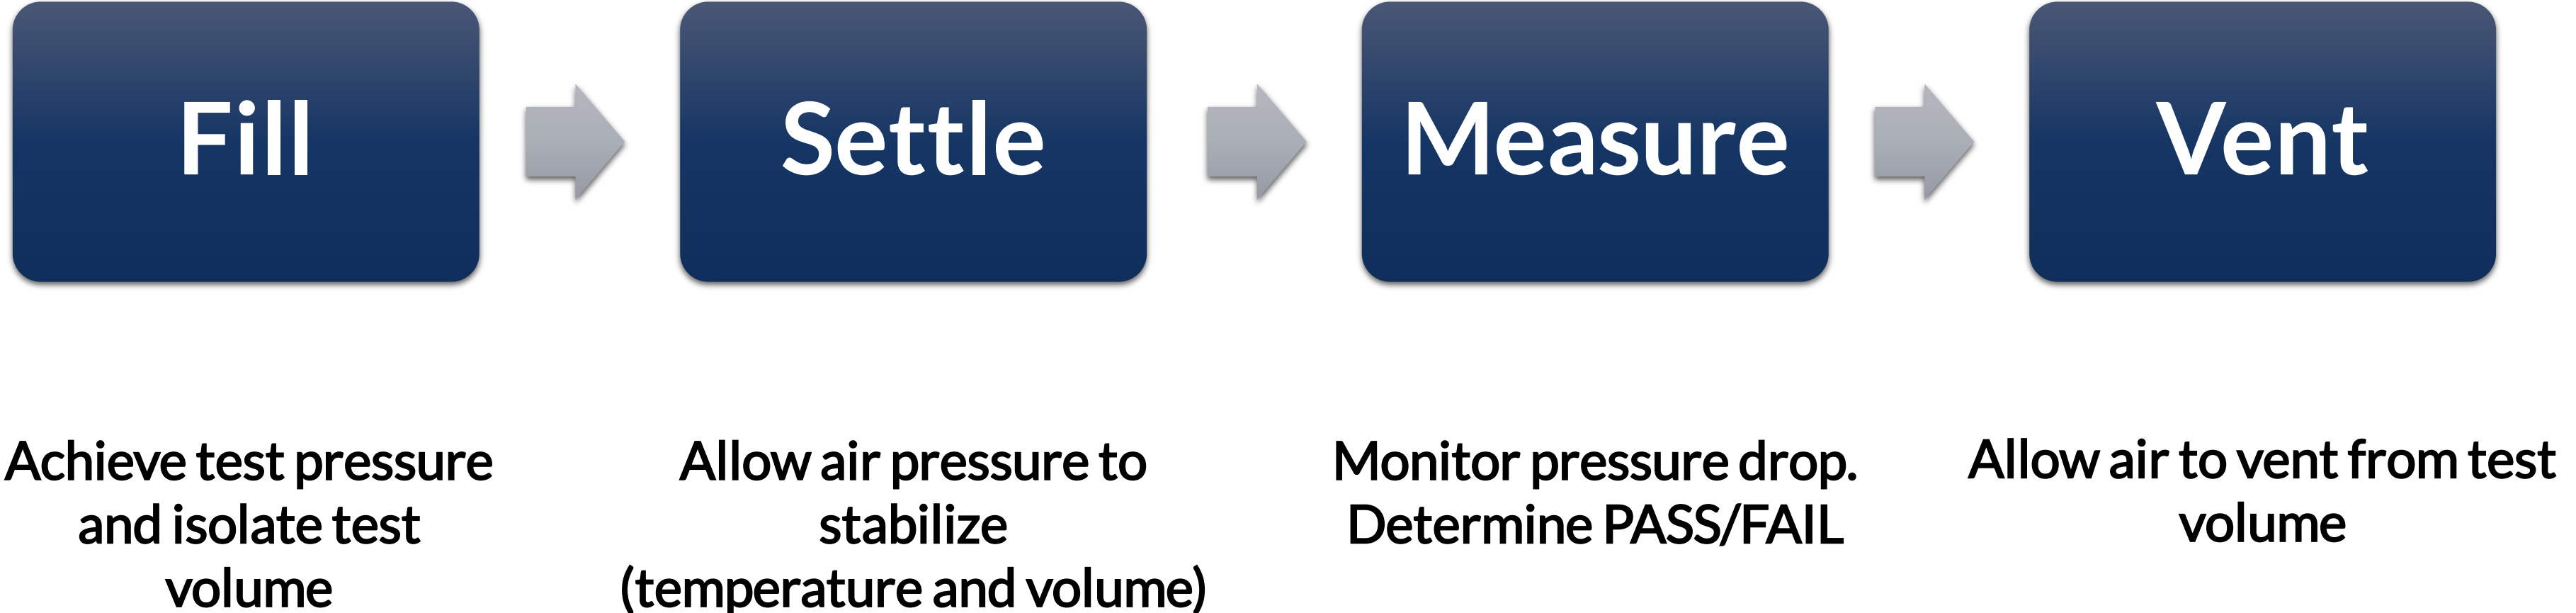 Fill
Settle
Measure
Vent
Achieve test pressure
and isolate test
volume
Allow air pressure to
stabilize
(temperature and volume)
Monitor pressure drop.
Determine PASS/FAIL
Allow air to vent from test
volume